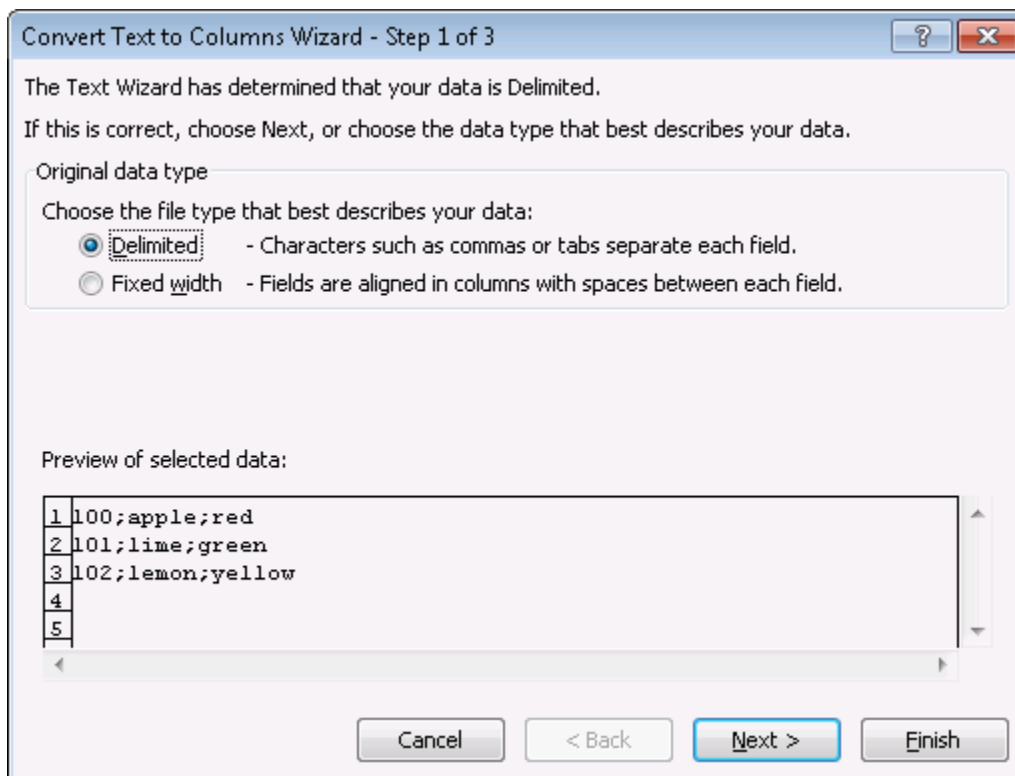 Convert Text to Columns Wizard - Step 1 of 3
The Text Wizard has determined that your data is Delimited.
If this is correct, choose Next, or choose the data type that best describes your data.
Original data type
Choose the file type that best describes your data:
Delimited - Characters such as commas or tabs separate each field.
Fixed width - Fields are aligned in columns with spaces between each field.
Preview of selected data:
1 100;apple;red
2 101;lime;green
3 102;lemon;yellow
4
5
Cancel < Back Next > Finish